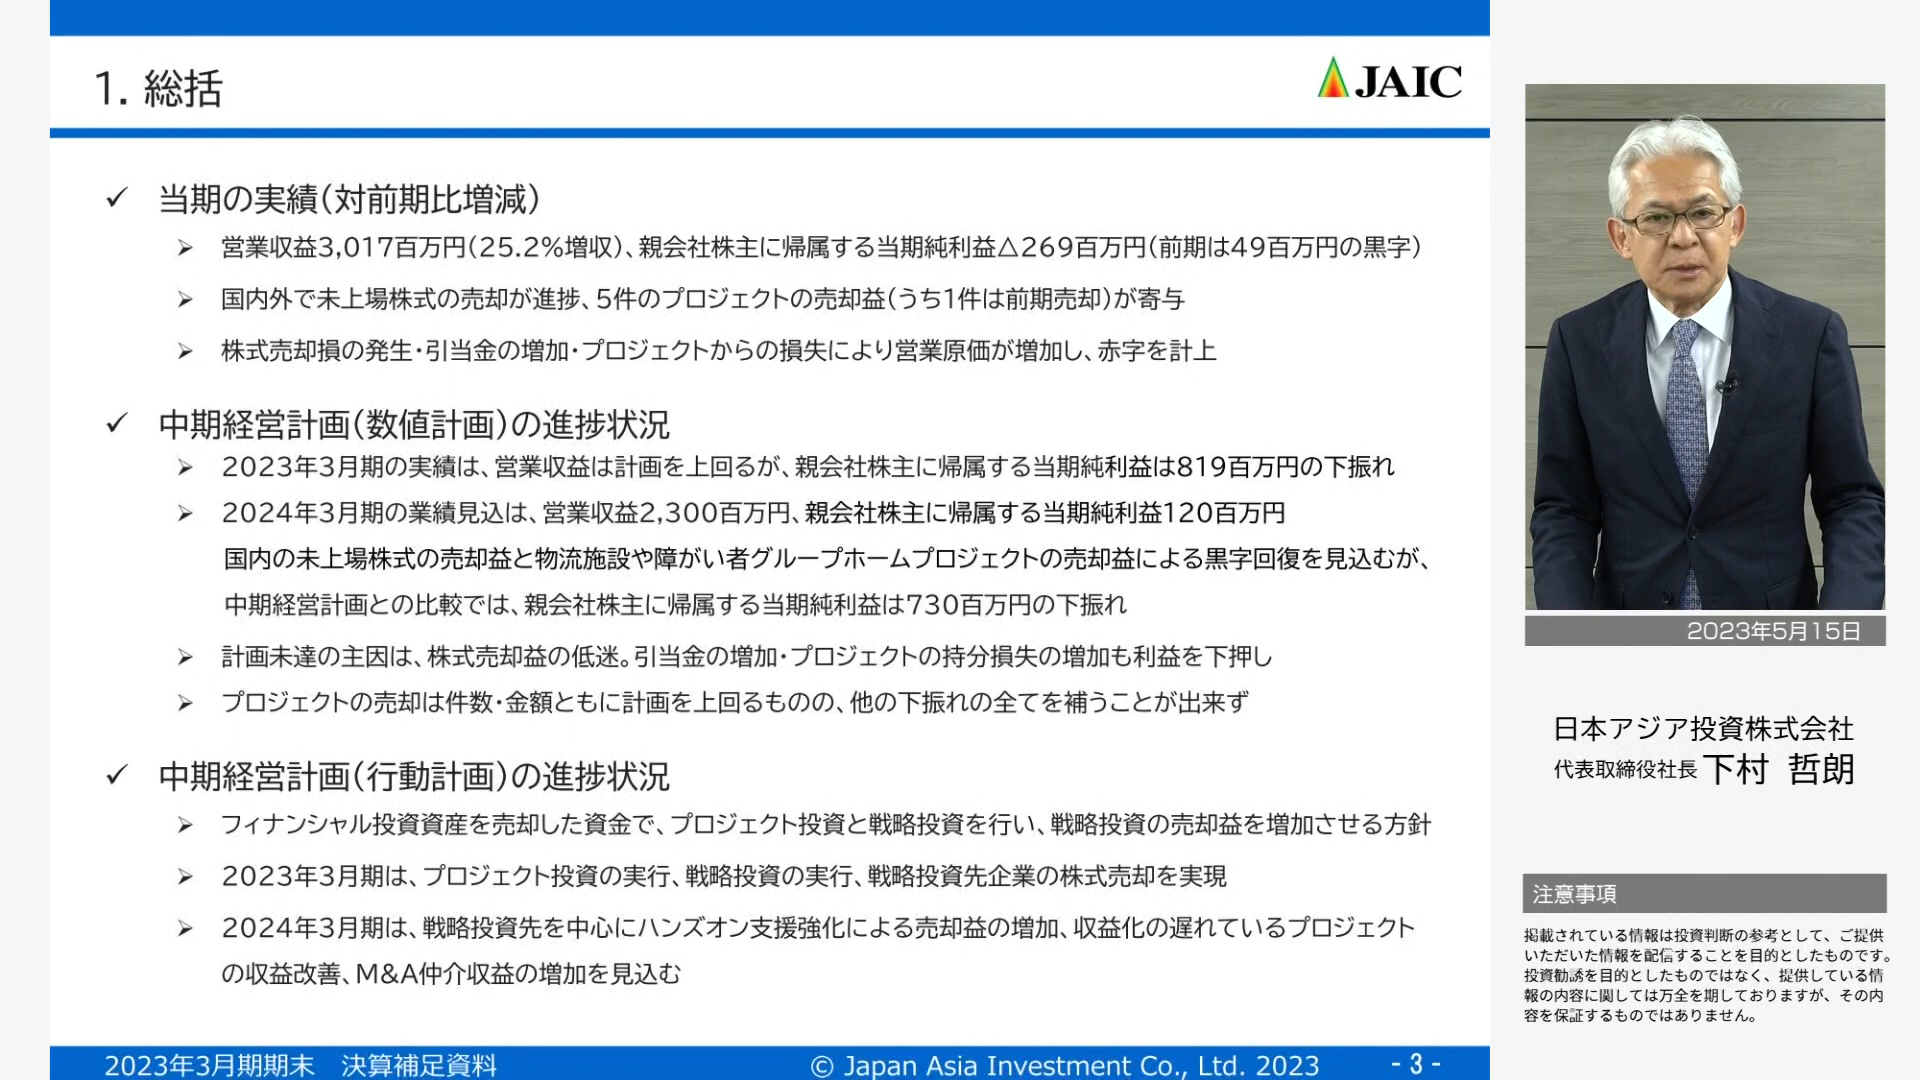 1. 総括
JAIC
✓ 当期の実績(対前期比増減)
➢ 営業収益3,017百万円(25.2%増収)、親会社株主に帰属する当期純利益△269百万円(前期は49百万円の黒字)
➢ 国内外で未上場株式の売却が進捗、5件のプロジェクトの売却益(うち1件は前期売却)が寄与
➢ 株式売却損の発生・引当金の増加・プロジェクトからの損失により営業原価が増加し、赤字を計上
✓ 中期経営計画(数値計画)の進捗状況
➢ 2023年3月期の実績は、営業収益は計画を上回るが、親会社株主に帰属する当期純利益は819百万円の下振れ
➢ 2024年3月期の業績見込は、営業収益2,300百万円、親会社株主に帰属する当期純利益120百万円
国内の未上場株式の売却益と物流施設や障がい者グループホームプロジェクトの売却益による黒字回復を見込むが、
中期経営計画との比較では、親会社株主に帰属する当期純利益は730百万円の下振れ
➢ 計画未達の主因は、株式売却益の低迷。引当金の増加・プロジェクトの持分損失の増加も利益を下押し
➢ プロジェクトの売却は件数・金額ともに計画を上回るものの、他の下振れの全てを補うことが出来ず
✓ 中期経営計画(行動計画)の進捗状況
➢ フィナンシャル投資資産を売却した資金で、プロジェクト投資と戦略投資を行い、戦略投資の売却益を増加させる方針
➢ 2023年3月期は、プロジェクト投資の実行、戦略投資の実行、戦略投資先企業の株式売却を実現
➢ 2024年3月期は、戦略投資先を中心にハンズオン支援強化による売却益の増加、収益化の遅れているプロジェクト
の収益改善、M&A仲介収益の増加を見込む
2023年3月期期末 決算補足資料
© Japan Asia Investment Co., Ltd. 2023
- 3 -
2023年5月15日
日本アジア投資株式会社
代表取締役社長 下村 哲朗
注意事項
掲載されている情報は投資判断の参考として、ご提供
いただいた情報を配信することを目的としたものです。
投資勧誘を目的としたものではなく、提供している情
報の内容に関しては万全を期しておりますが、その内
容を保証するものではありません。